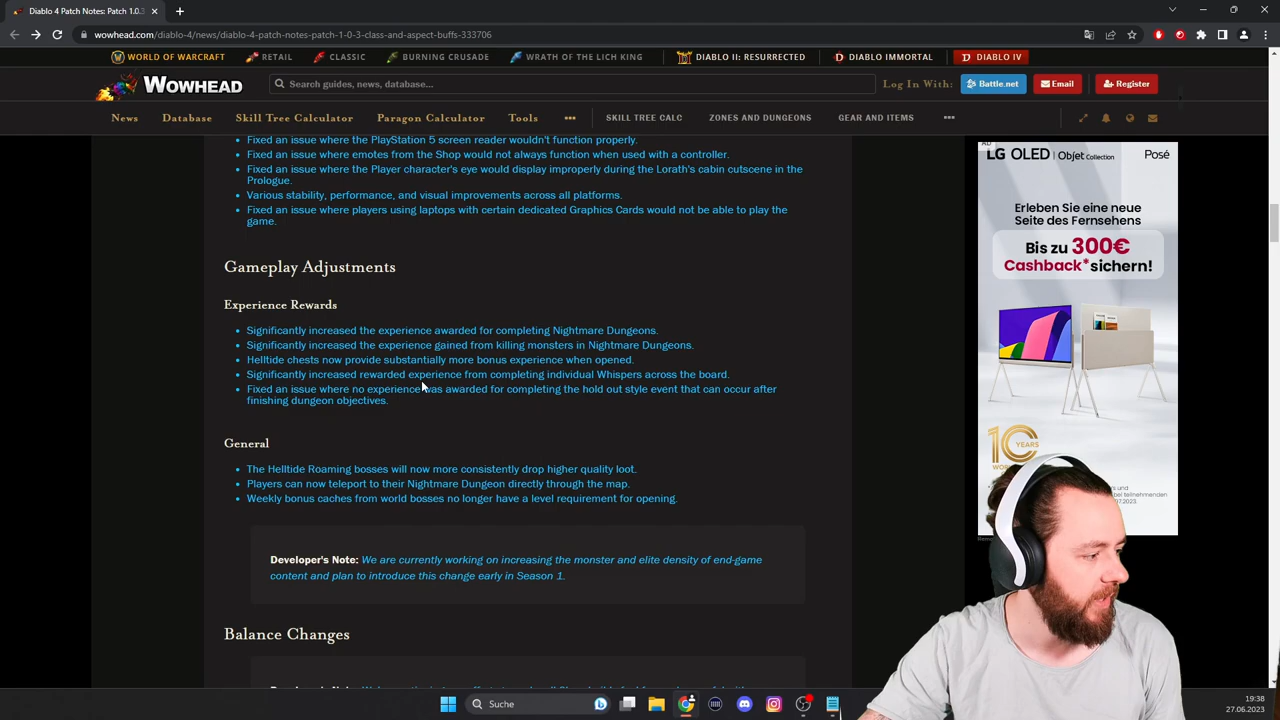 Diablo 4 Patch Notes: Patch 1.0.3
wowhead.com/diablo-4/news/diablo-4-patch-notes-patch-1-0-3-class-and-aspect-buffs-333706
WORLD OF WARCRAFT RETAIL CLASSIC BURNING CRUSADE WRATH OF THE LICH KING DIABLO II: RESURRECTED DIABLO IMMORTAL DIABLO IV
WOWHEAD Search guides, news, database... Log In With: Battle.net Email Register
News Database Skill Tree Calculator Paragon Calculator Tools ••• SKILL TREE CALC ZONES AND DUNGEONS GEAR AND ITEMS •••
• Fixed an issue where the PlayStation 5 screen reader wouldn't function properly.
• Fixed an issue where emotes from the Shop would not always function when used with a controller.
• Fixed an issue where the Player character's eye would display improperly during the Lorath's cabin cutscene in the
Prologue.
• Various stability, performance, and visual improvements across all platforms.
• Fixed an issue where players using laptops with certain dedicated Graphics Cards would not be able to play the
game.
Gameplay Adjustments
Experience Rewards
• Significantly increased the experience awarded for completing Nightmare Dungeons.
• Significantly increased the experience gained from killing monsters in Nightmare Dungeons.
• Helltide chests now provide substantially more bonus experience when opened.
• Significantly increased rewarded experience from completing individual Whispers across the board.
• Fixed an issue where no experience was awarded for completing the hold out style event that can occur after
finishing dungeon objectives.
General
• The Helltide Roaming bosses will now more consistently drop higher quality loot.
• Players can now teleport to their Nightmare Dungeon directly through the map.
• Weekly bonus caches from world bosses no longer have a level requirement for opening.
Developer's Note: We are currently working on increasing the monster and elite density of end-game
content and plan to introduce this change early in Season 1.
Balance Changes
AD
LG OLED Objet Collection Posé
Erleben Sie eine neue
Seite des Fernsehens
Bis zu 300€
Cashback* sichern!
10
YEARS
Suche
19:38
27.06.2023